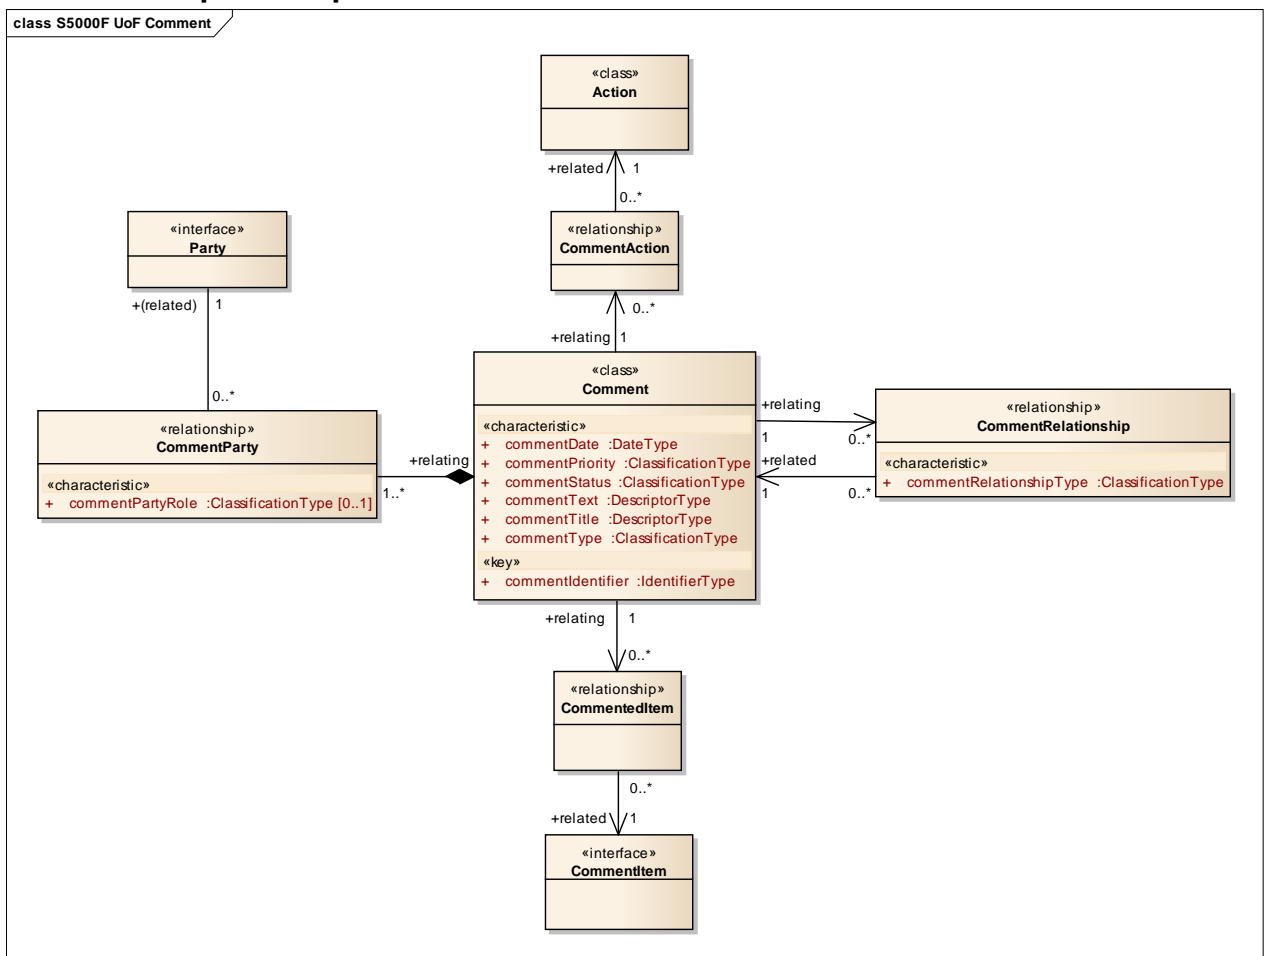 class S5000F UoF Comment
«class»
Action
+related
1
0..*
«relationship»
CommentAction
0..*
+relating
1
«interface»
Party
+(related)
1
0..*
«relationship»
CommentParty
«characteristic»
+ commentPartyRole :ClassificationType [0..1]
+relating
1..*
«class»
Comment
«characteristic»
+ commentDate :DateType
+ commentPriority :ClassificationType
+ commentStatus :ClassificationType
+ commentText :DescriptorType
+ commentTitle :DescriptorType
+ commentType :ClassificationType
«key»
+ commentIdentifier :IdentifierType
+relating
1
0..*
+related
1
0..*
«relationship»
CommentRelationship
«characteristic»
+ commentRelationshipType :ClassificationType
+relating
1
0..*
«relationship»
CommentedItem
0..*
+related
1
«interface»
CommentItem